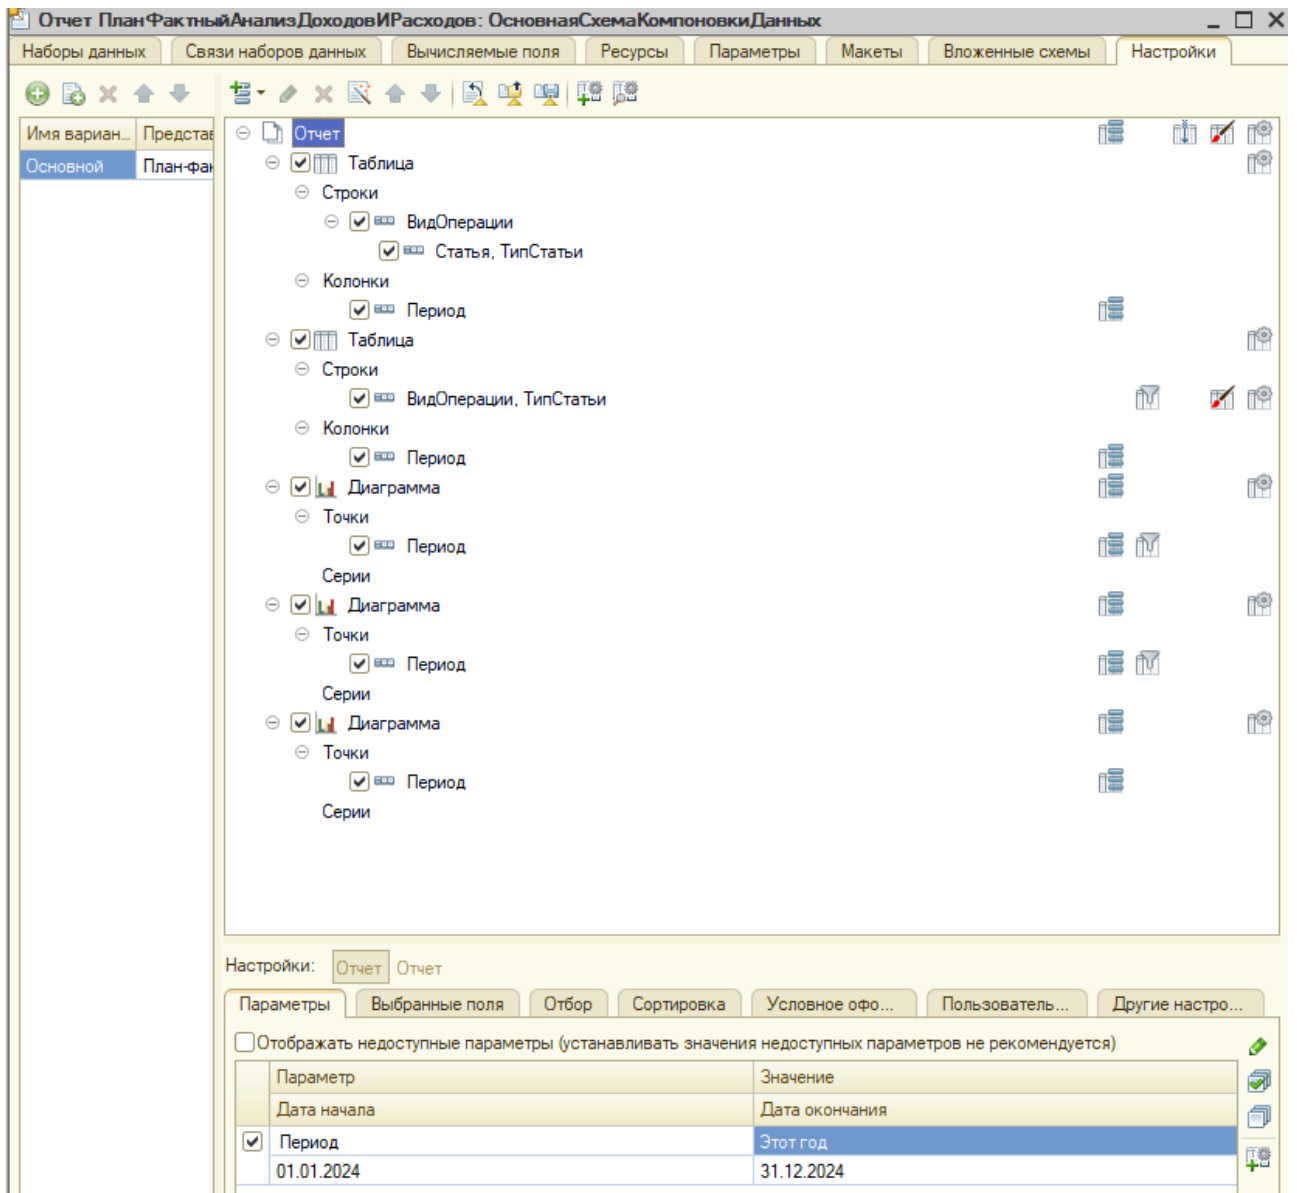 Отчет ПланФактныйАнализДоходовИРасходов: ОсновнаяСхемаКомпоновкиДанных
Наборы данных Связи наборов данных Вычисляемые поля Ресурсы Параметры Макеты Вложенные схемы Настройки
Имя вариан... Представ
Основной План-фак
Отчет
Таблица
Строки
ВидОперации
Статья, ТипСтатьи
Колонки
Период
Таблица
Строки
ВидОперации, ТипСтатьи
Колонки
Период
Диаграмма
Точки
Период
Серии
Диаграмма
Точки
Период
Серии
Диаграмма
Точки
Период
Серии
Настройки: Отчет Отчет
Параметры Выбранные поля Отбор Сортировка Условное офо... Пользователь... Другие настро...
Отображать недоступные параметры (устанавливать значения недоступных параметров не рекомендуется)
Параметр Значение
Дата начала Дата окончания
Период Этот год
01.01.2024 31.12.2024